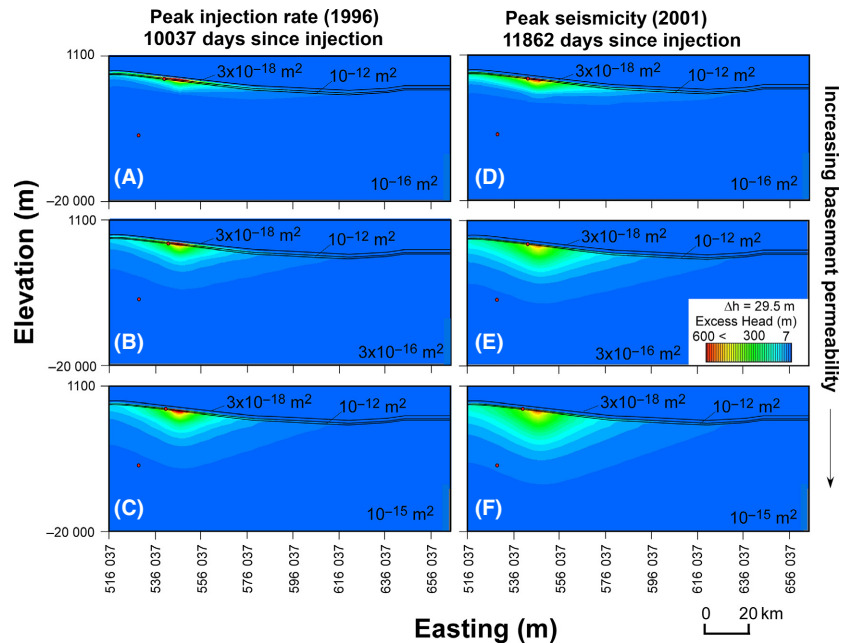 Peak injection rate (1996)
10037 days since injection
Peak seismicity (2001)
11862 days since injection
1100
3x10–18 m2
10–12 m2
(A)
10–16 m2
–20 000
3x10–18 m2
10–12 m2
(D)
10–16 m2
1100
3x10–18 m2
10–12 m2
(B)
3x10–16 m2
–20 000
3x10–18 m2
10–12 m2
Δh = 29.5 m
Excess Head (m)
600 < 300 7
(E)
3x10–16 m2
1100
3x10–18 m2
10–12 m2
(C)
10–15 m2
–20 000
3x10–18 m2
10–12 m2
(F)
10–15 m2
Elevation (m)
Increasing basement permeability
516 037
536 037
556 037
576 037
596 037
616 037
636 037
656 037
516 037
536 037
556 037
576 037
596 037
616 037
636 037
656 037
Easting (m)
0 20 km